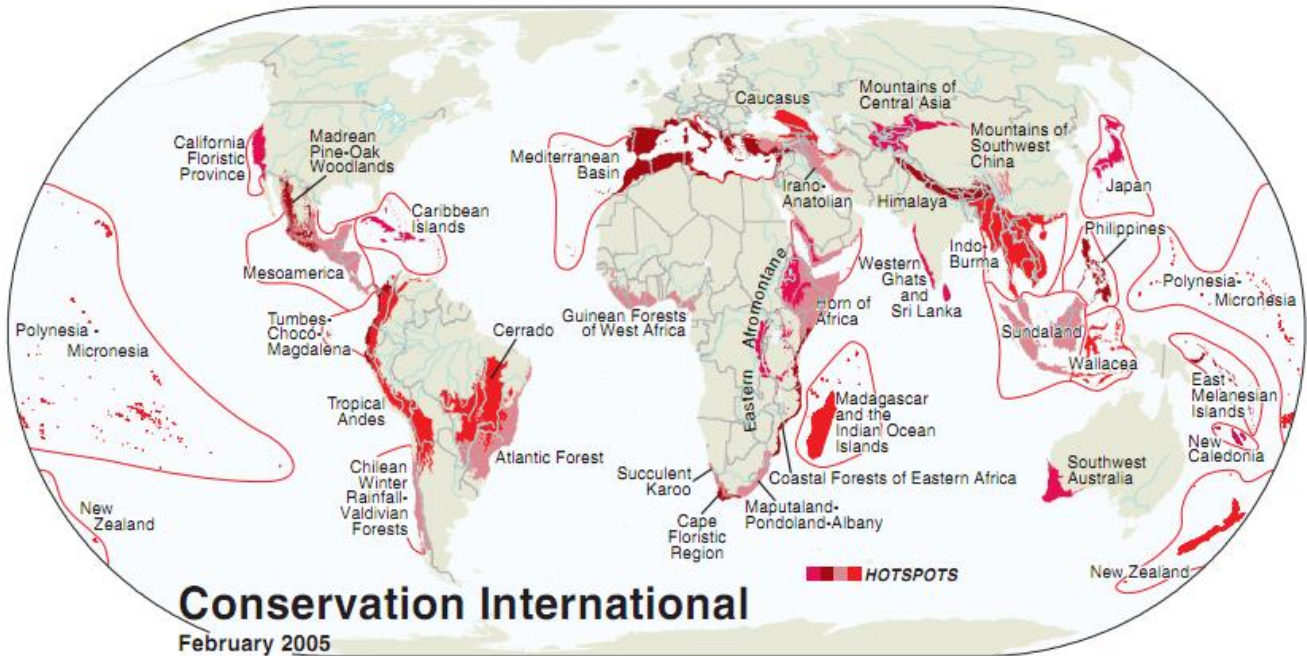 Caucasus
Mountains of
Central Asia
California
Floristic
Province
Madrean
Pine-Oak
Woodlands
Mediterranean
Basin
Mountains of
Southwest
China
Irano-
Anatolian
Himalaya
Japan
Caribbean
Islands
Philippines
Mesoamerica
Indo-
Burma
Western
Ghats
and
Sri Lanka
Polynesia-
Micronesia
Polynesia -
Micronesia
Tumbes-
Chocó-
Magdalena
Cerrado
Guinean Forests
of West Africa
Eastern Afromontane
Horn of
Africa
Sundaland
Wallacea
Tropical
Andes
Madagascar
and the
Indian Ocean
Islands
East
Melanesian
Islands
New
Caledonia
Atlantic Forest
Chilean
Winter
Rainfall-
Valdivian
Forests
Succulent
Karoo
Coastal Forests of Eastern Africa
Southwest
Australia
Maputaland-
Pondoland-Albany
Cape
Floristic
Region
New
Zealand
New Zealand
HOTSPOTS
Conservation International
February 2005